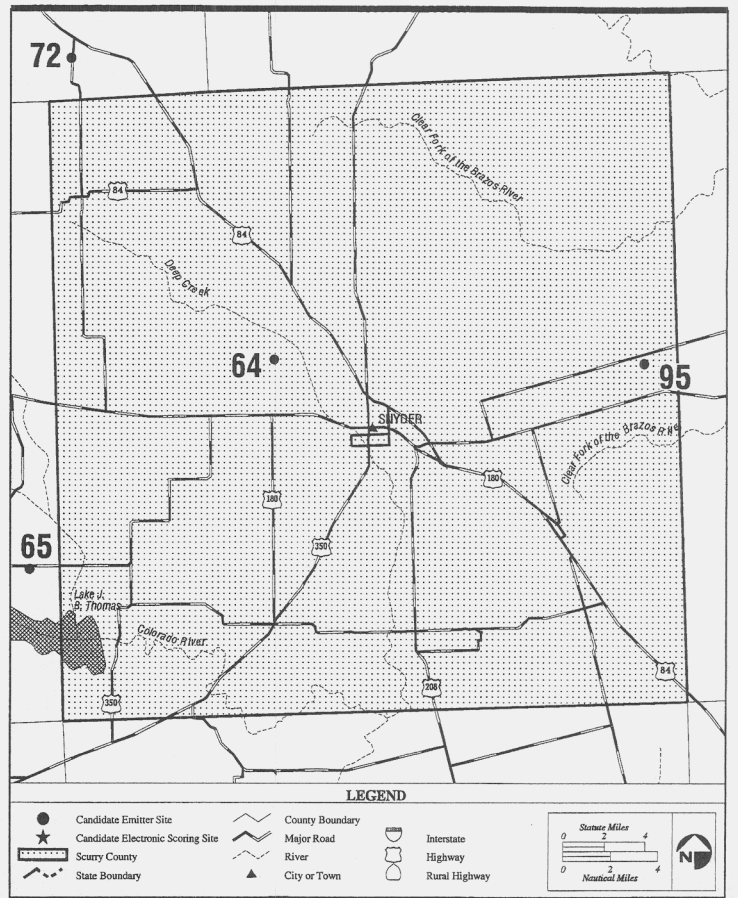 72
Clear Fork of the Brazos River
84
84
Deep Creek
64
95
SNYDER
Clear Fork of the Brazos Rive
180
180
350
65
Lake J.
B. Thomas
Colorado River
84
350
208
LEGEND
Candidate Emitter Site
Candidate Electronic Scoring Site
Scurry County
State Boundary
County Boundary
Major Road
River
City or Town
Interstate
Highway
Rural Highway
Statute Miles
0 2 4
0 2 4
Nautical Miles
N